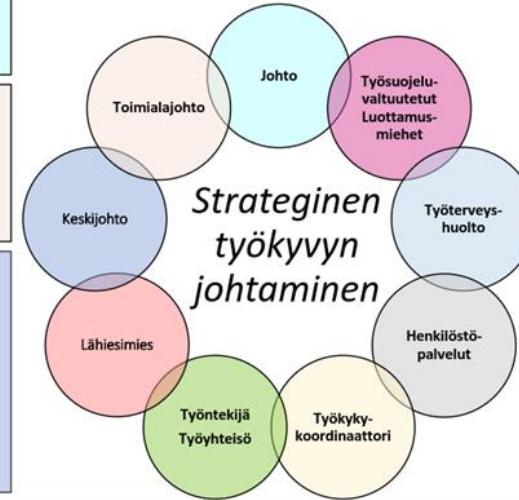 Johto
Työsuojelu-
valtuutetut
Luottamus-
miehet
Työterveys-
huolto
Henkilöstö-
palvelut
Työkyky-
koordinaattori
Työntekijä
Työyhteisö
Lähiesimies
Keskijohto
Toimialajohto
Strateginen
työkyvyn
johtaminen